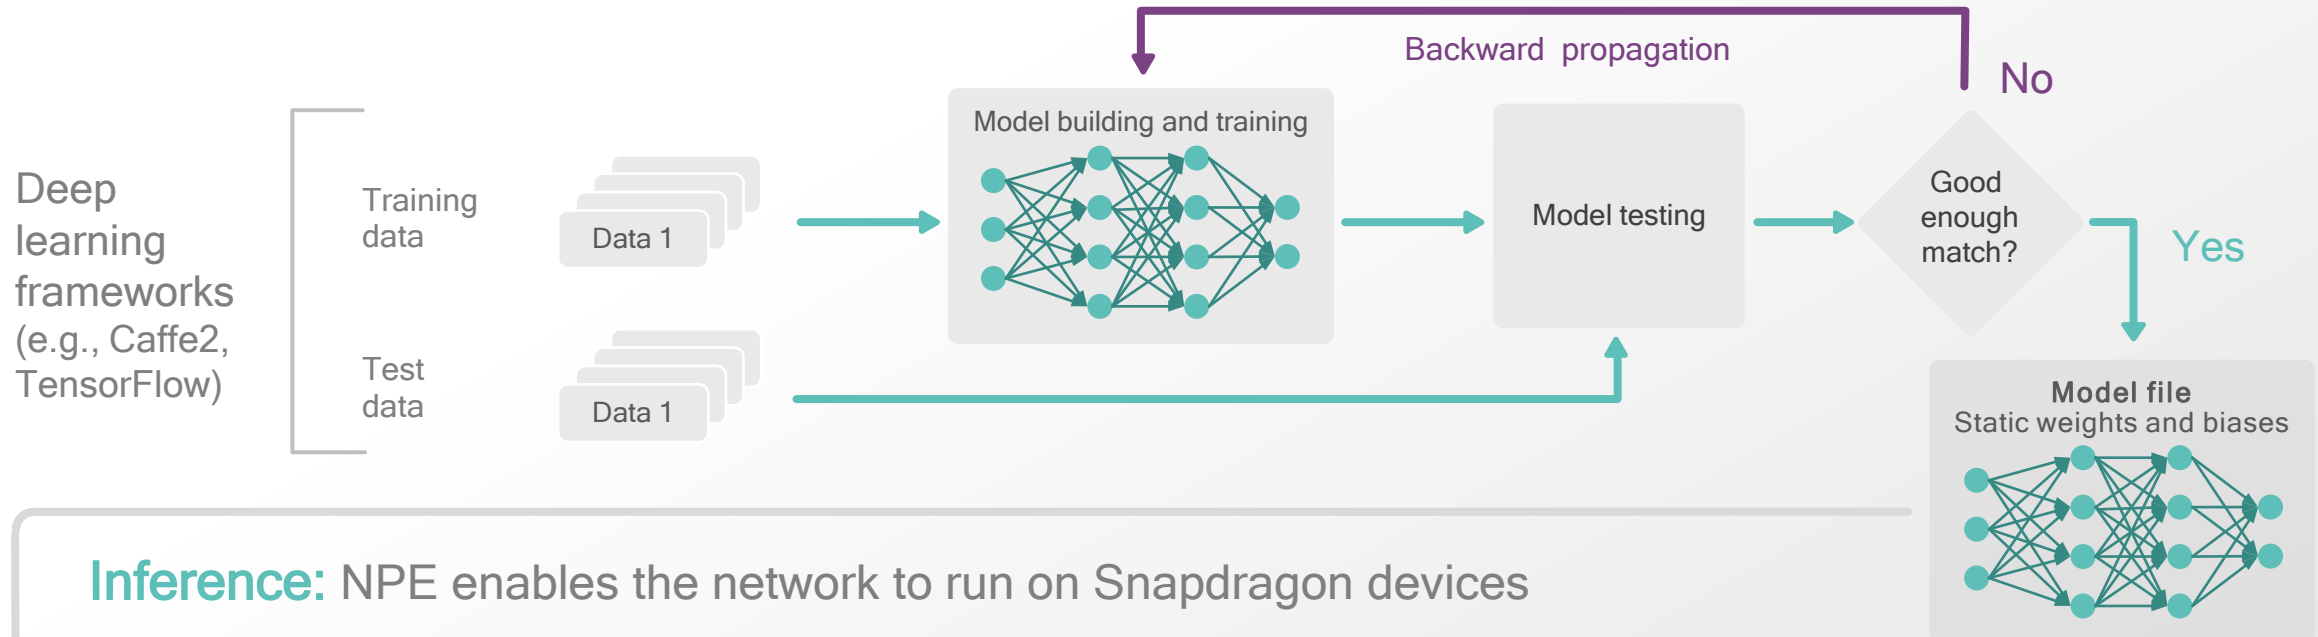 Deep
learning
frameworks
(e.g., Caffe2,
TensorFlow)
Training
data
Data 1
Test
data
Data 1
Model building and training
Backward propagation
Model testing
Good
enough
match?
No
Yes
Model file
Static weights and biases
Inference: NPE enables the network to run on Snapdragon devices